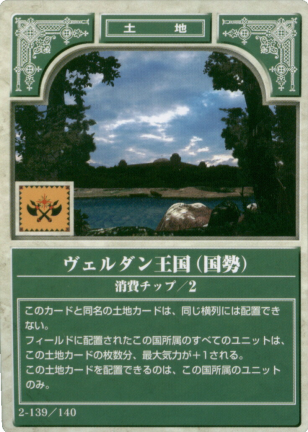 土地
ヴェルダン王国(国勢)
消費チップ/2
このカードと同名の土地カードは、同じ横列には配置でき
ない。
フィールドに配置されたこの国所属のすべてのユニットは、
この土地カードの枚数分、最大気力が+1される。
この土地カードを配置できるのは、この国所属のユニット
のみ。
2-139/140